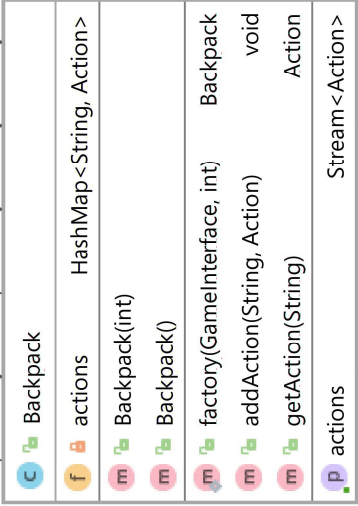 c Backpack
f actions HashMap<String, Action>
m Backpack(int)
m Backpack()
m factory(GameInterface, int) Backpack
m addAction(String, Action) void
m getAction(String) Action
p actions Stream<Action>